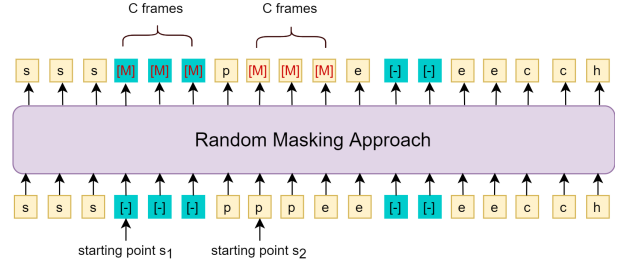 C frames C frames
s s s [M] [M] [M] p [M] [M] [M] e [-] [-] e e c c h
Random Masking Approach
s s s [-] [-] [-] p p p e e [-] [-] e e c c h
starting point s1 starting point s2